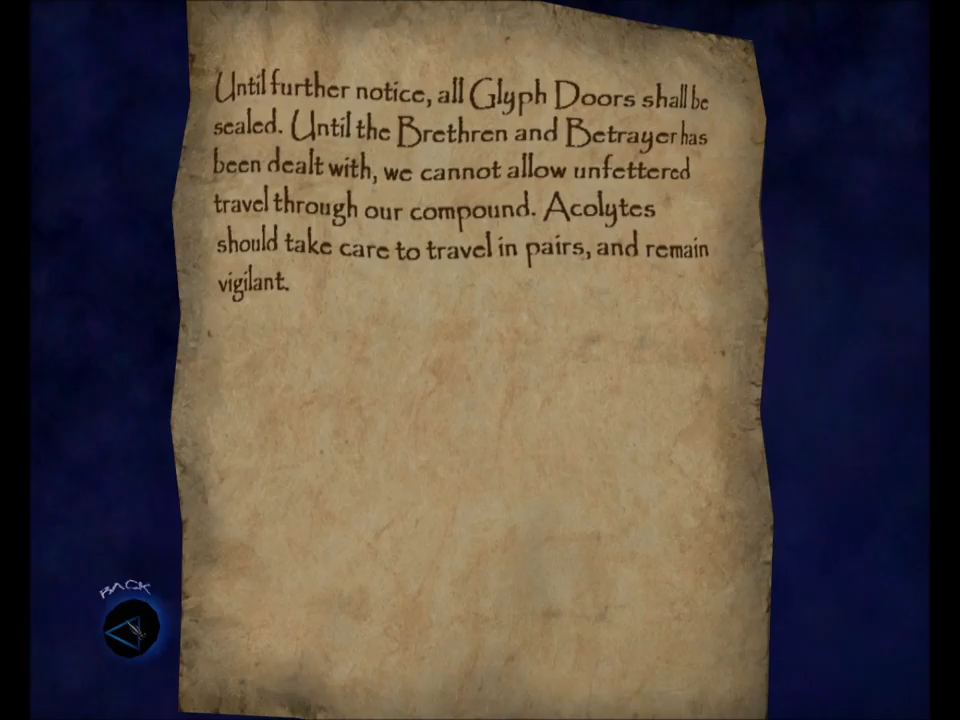 Until further notice, all Glyph Doors shall be
sealed. Until the Brethren and Betrayer has
been dealt with, we cannot allow unfettered
travel through our compound. Acolytes
should take care to travel in pairs, and remain
vigilant.
BACK